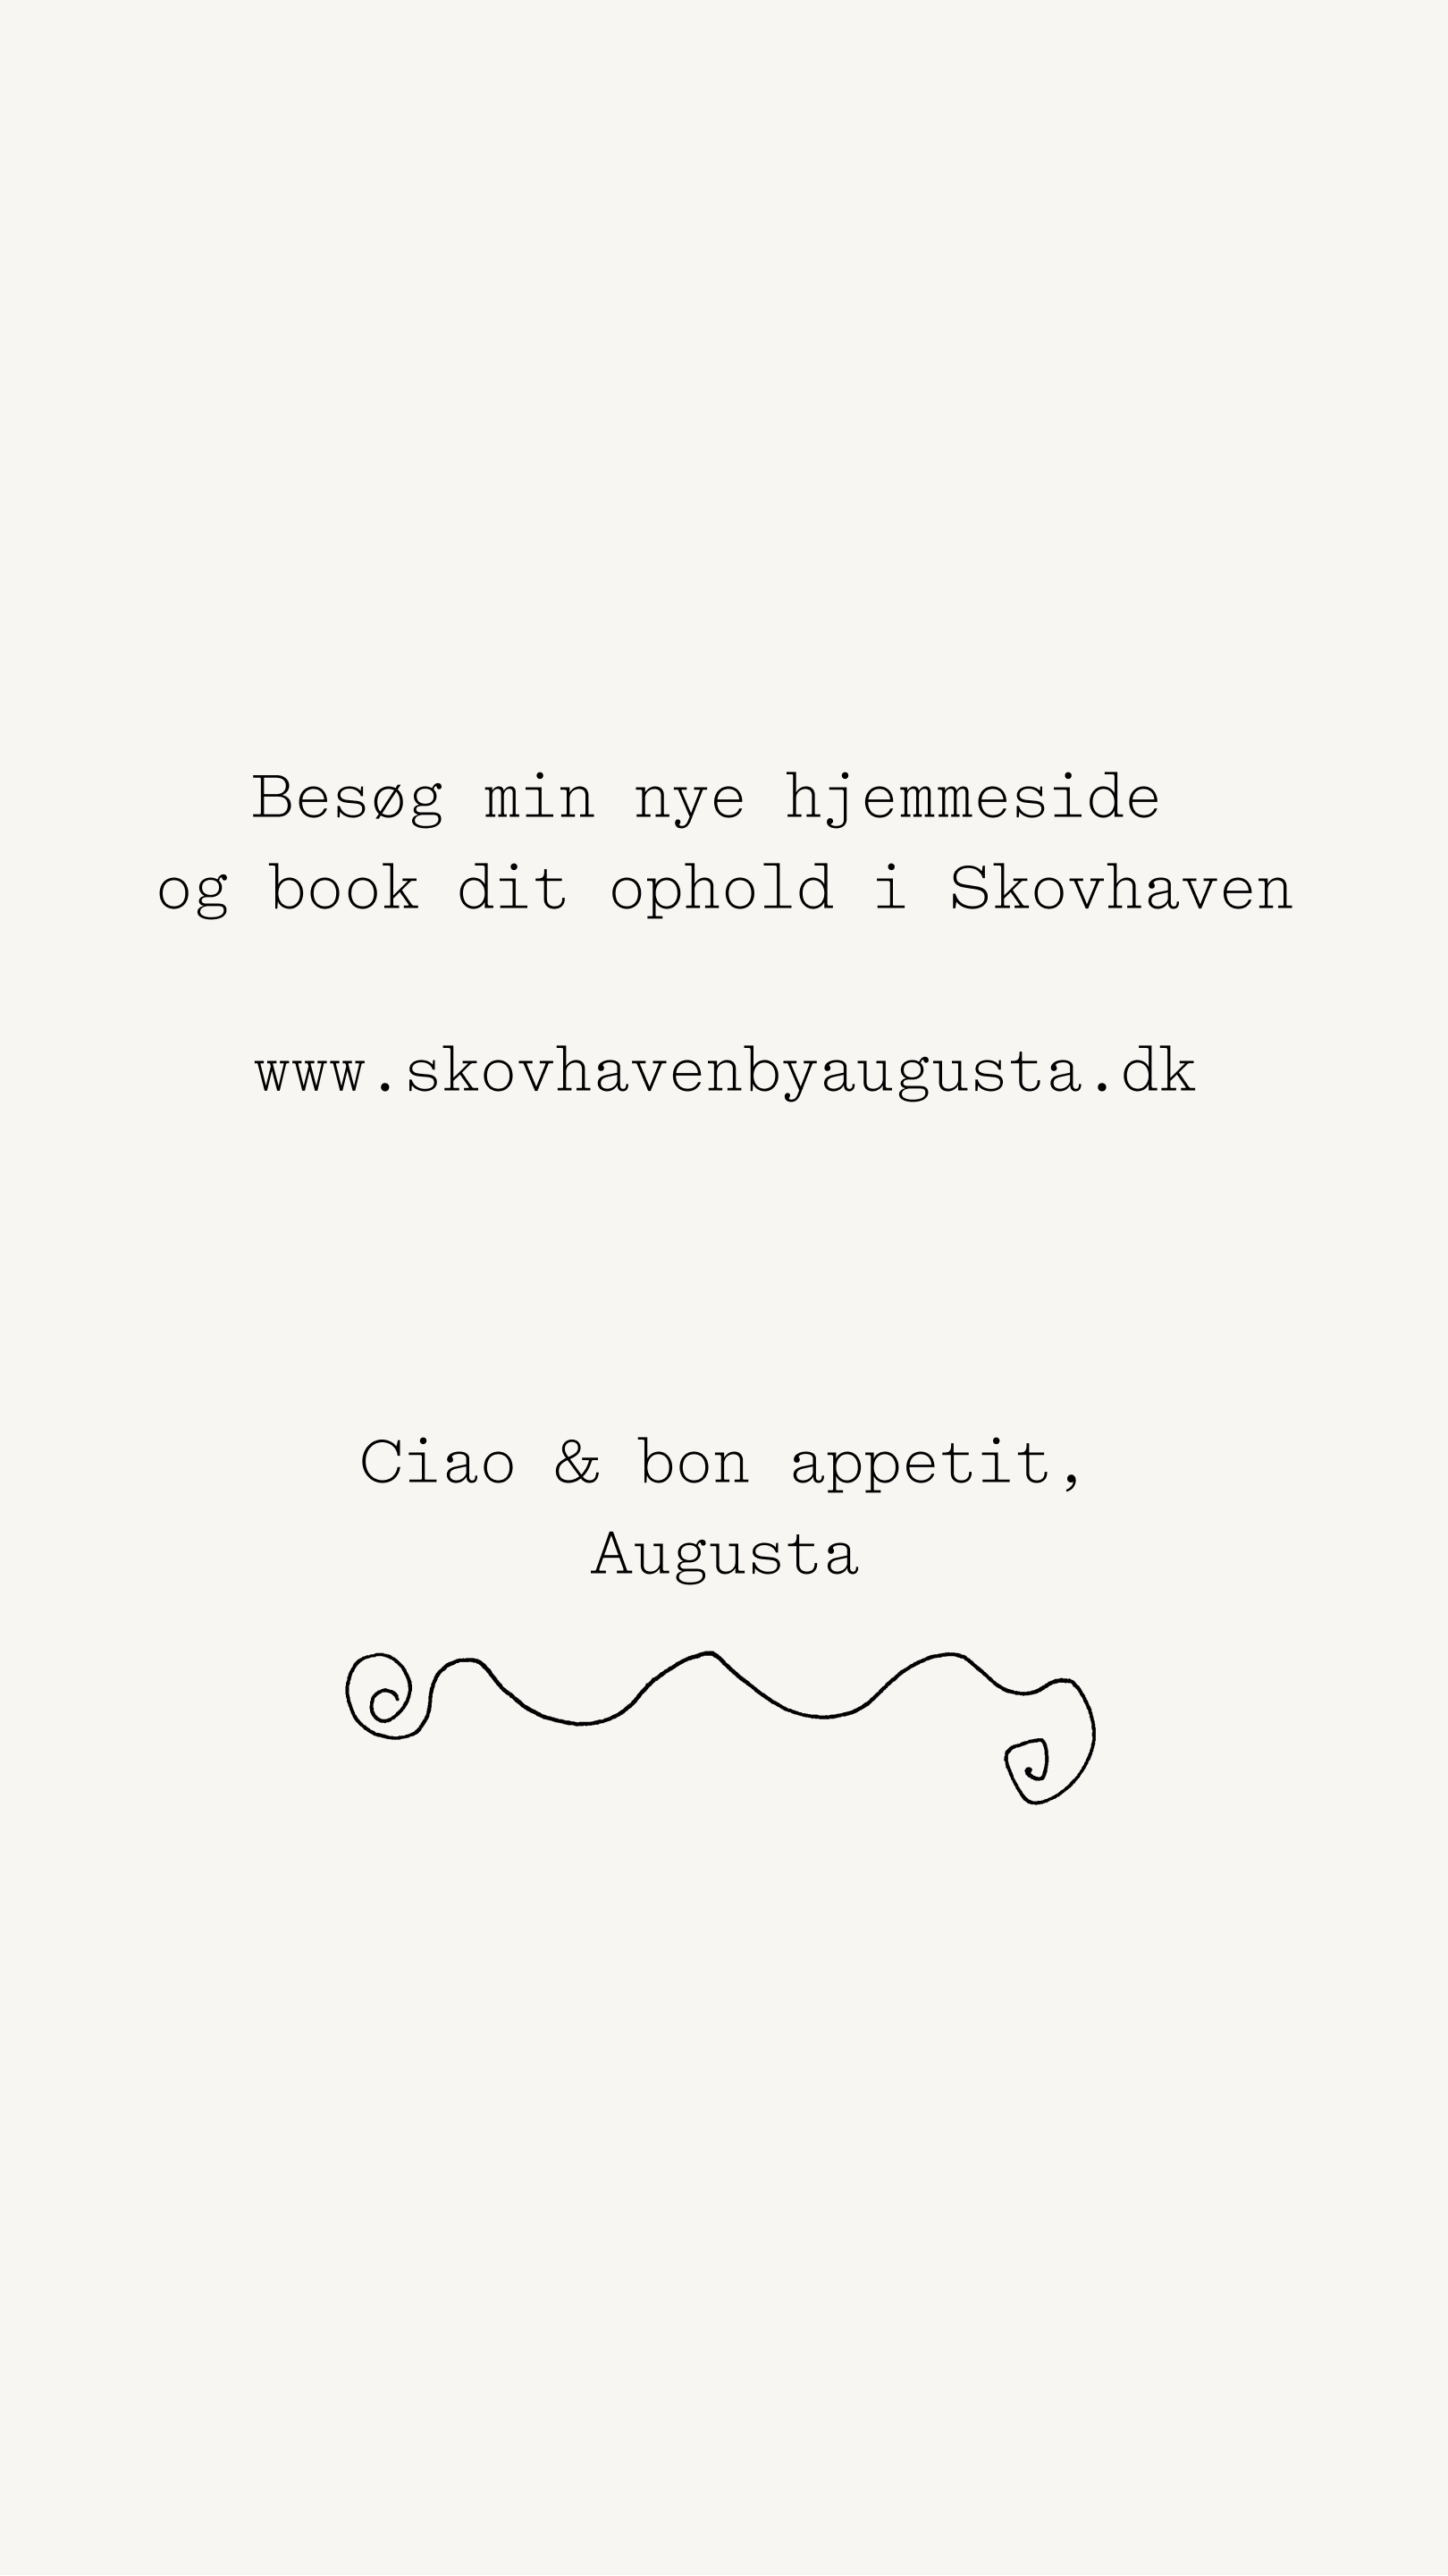 Besøg min nye hjemmeside
og book dit ophold i Skovhaven
www.skovhavenbyaugusta.dk
Ciao & bon appetit,
Augusta